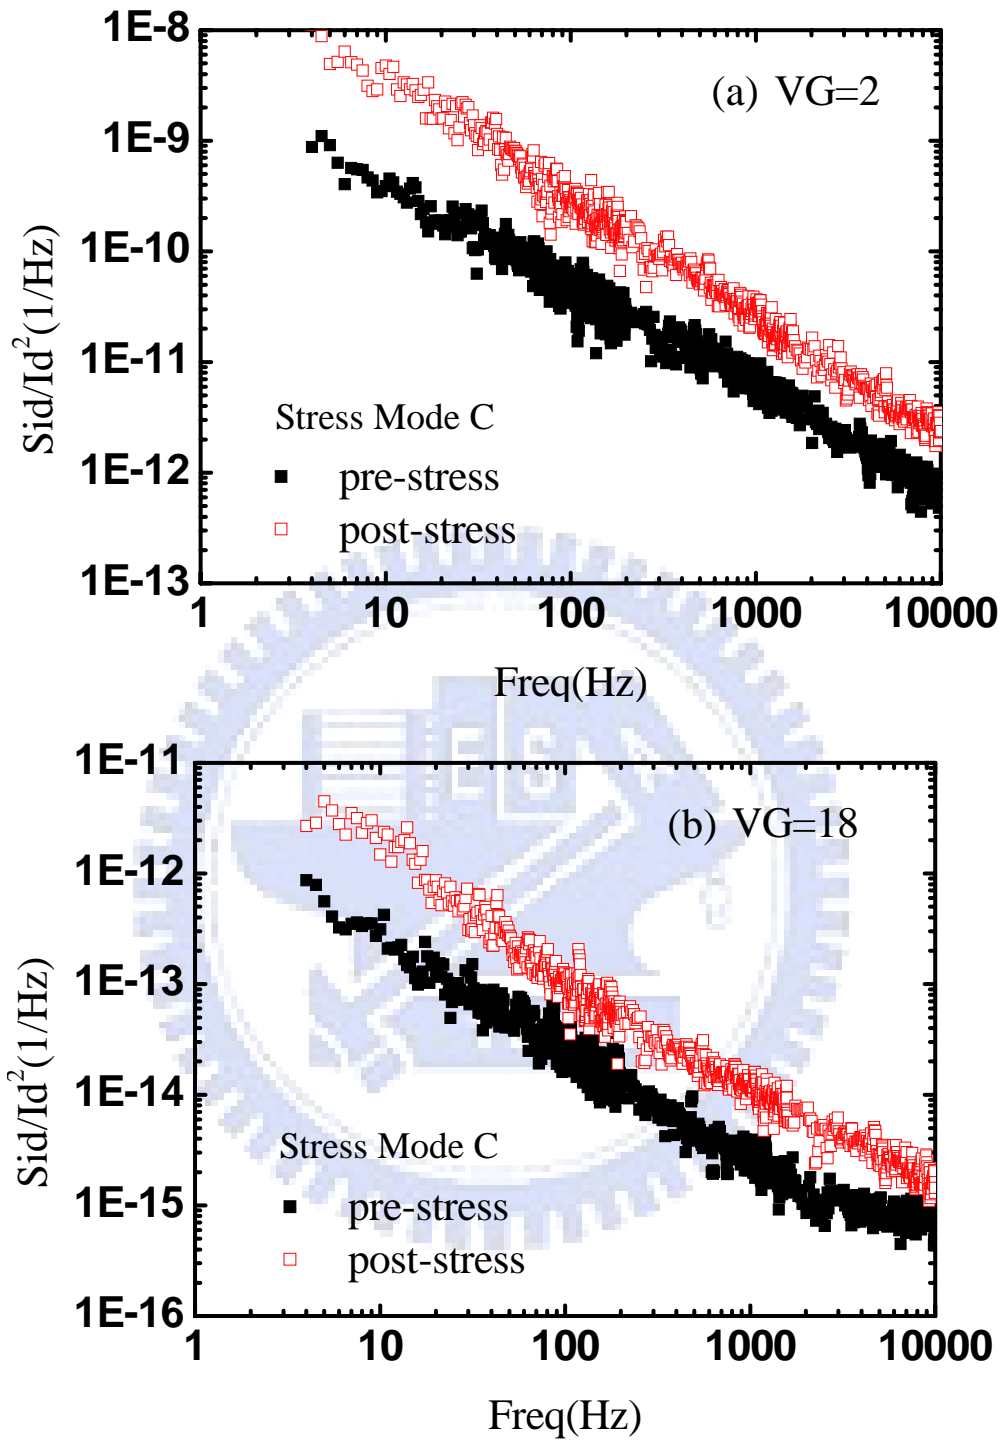 1E-8
(a) VG=2
1E-9
1E-10
Sid/Id²(1/Hz)
1E-11
Stress Mode C
1E-12
pre-stress
post-stress
1E-13
1 10 100 1000 10000
Freq(Hz)
1E-11
(b) VG=18
1E-12
1E-13
Sid/Id²(1/Hz)
1E-14
Stress Mode C
1E-15
pre-stress
post-stress
1E-16
1 10 100 1000 10000
Freq(Hz)